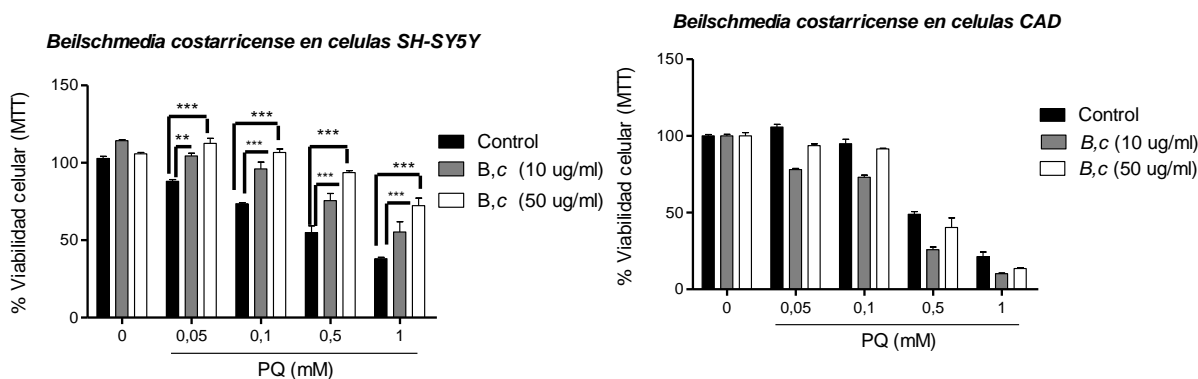 Beilschmedia costarricense en celulas SH-SY5Y
% Viabilidad celular (MTT)
150
100
50
0
***
**
***
***
***
***
***
***
Control
B,c (10 ug/ml)
B,c (50 ug/ml)
0
0,05
0,1
0,5
1
PQ (mM)
Beilschmedia costarricense en celulas CAD
% Viabilidad celular (MTT)
150
100
50
0
Control
B,c (10 ug/ml)
B,c (50 ug/ml)
0
0,05
0,1
0,5
1
PQ (mM)